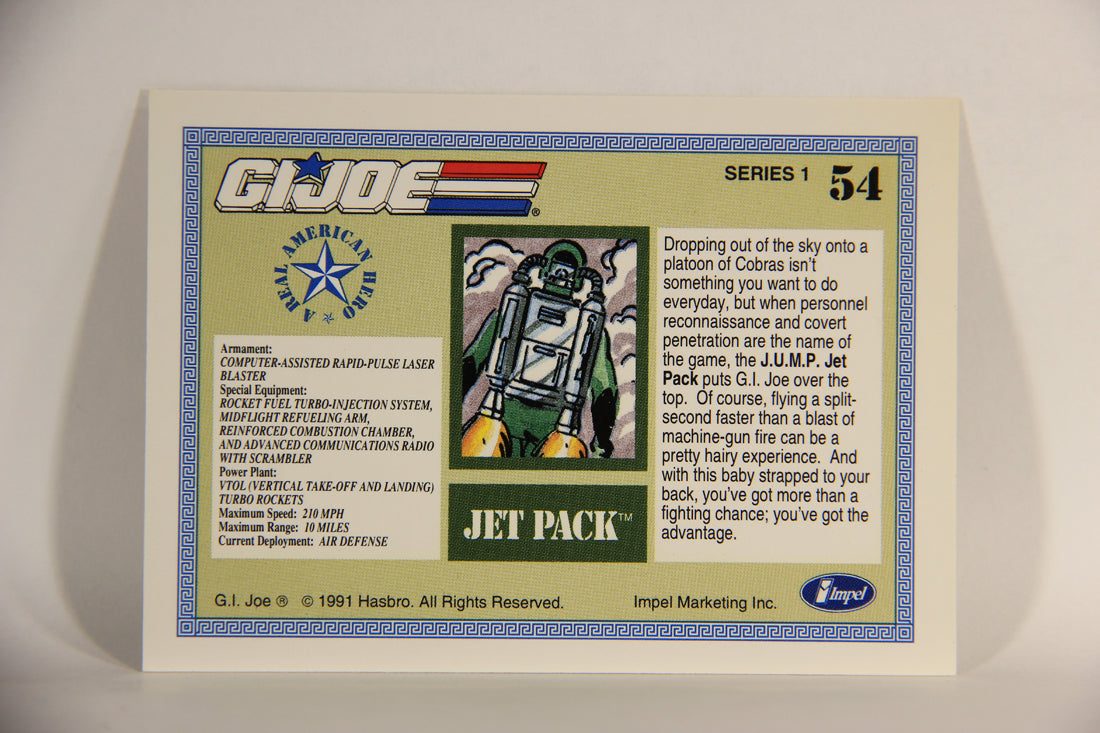 G.I.JOE®
SERIES 1 54
A REAL AMERICAN HERO
Armament:
COMPUTER-ASSISTED RAPID-PULSE LASER
BLASTER
Special Equipment:
ROCKET FUEL TURBO-INJECTION SYSTEM,
MIDFLIGHT REFUELING ARM,
REINFORCED COMBUSTION CHAMBER,
AND ADVANCED COMMUNICATIONS RADIO
WITH SCRAMBLER
Power Plant:
VTOL (VERTICAL TAKE-OFF AND LANDING)
TURBO ROCKETS
Maximum Speed: 210 MPH
Maximum Range: 10 MILES
Current Deployment: AIR DEFENSE
JET PACK™
Dropping out of the sky onto a
platoon of Cobras isn't
something you want to do
everyday, but when personnel
reconnaissance and covert
penetration are the name of
the game, the J.U.M.P. Jet
Pack puts G.I. Joe over the
top. Of course, flying a split-
second faster than a blast of
machine-gun fire can be a
pretty hairy experience. And
with this baby strapped to your
back, you've got more than a
fighting chance; you've got the
advantage.
G.I. Joe ® © 1991 Hasbro. All Rights Reserved.
Impel Marketing Inc.
Impel